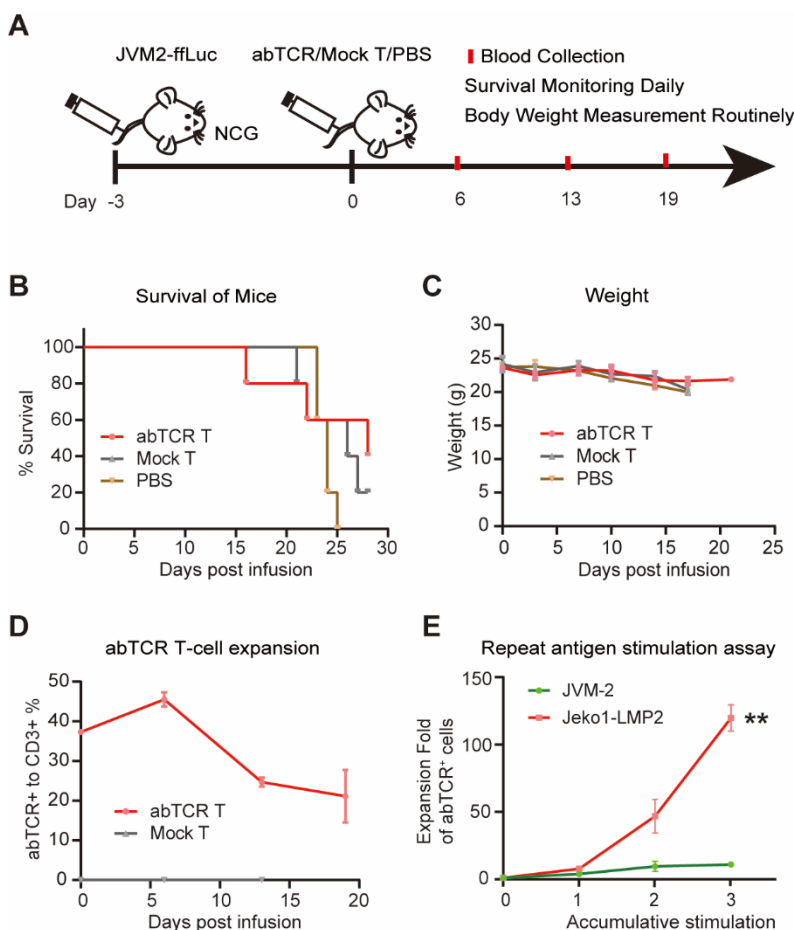 A
JVM2-ffLuc
abTCR/Mock T/PBS
Blood Collection
Survival Monitoring Daily
Body Weight Measurement Routinely
NCG
Day -3 0 6 13 19
B
Survival of Mice
% Survival
100
80
60
40
20
0
abTCR T
Mock T
PBS
0 5 10 15 20 25 30
Days post infusion
C
Weight
Weight (g)
30
25
20
15
10
5
0
abTCR T
Mock T
PBS
0 5 10 15 20 25
Days post infusion
D
abTCR T-cell expansion
abTCR+ to CD3+ %
50
40
30
20
10
0
abTCR T
Mock T
0 5 10 15 20
Days post infusion
E
Repeat antigen stimulation assay
Expansion Fold
of abTCR⁺ cells
150
100
50
0
JVM-2
Jeko1-LMP2
**
0 1 2 3
Accumulative stimulation